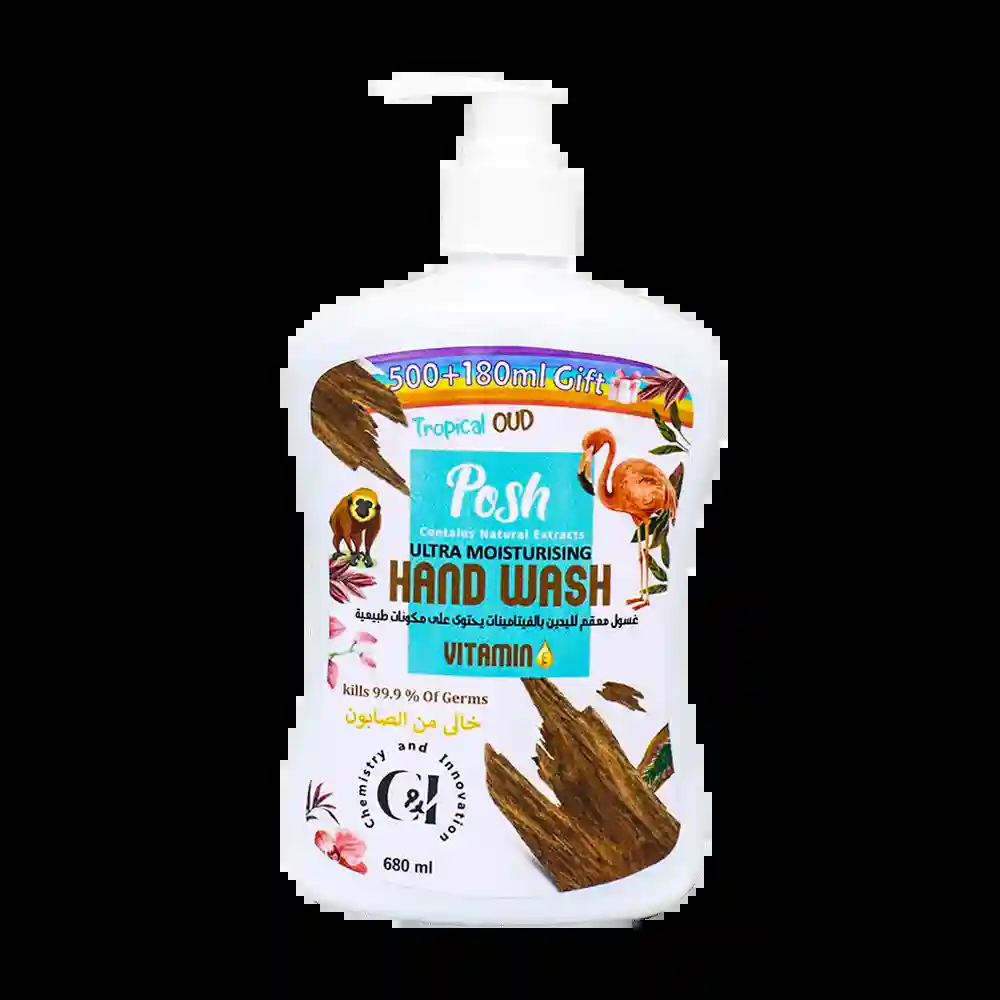 500+180ml Gift
Tropical OUD
Posh
Contains Natural Extracts
ULTRA MOISTURISING
HAND WASH
غسول معقم لليدين بالفيتامينات يحتوى على مكونات طبيعية
VITAMIN E
kills 99.9 % Of Germs
خالى من الصابون
Chemistry and Innovation
C&I
680 ml